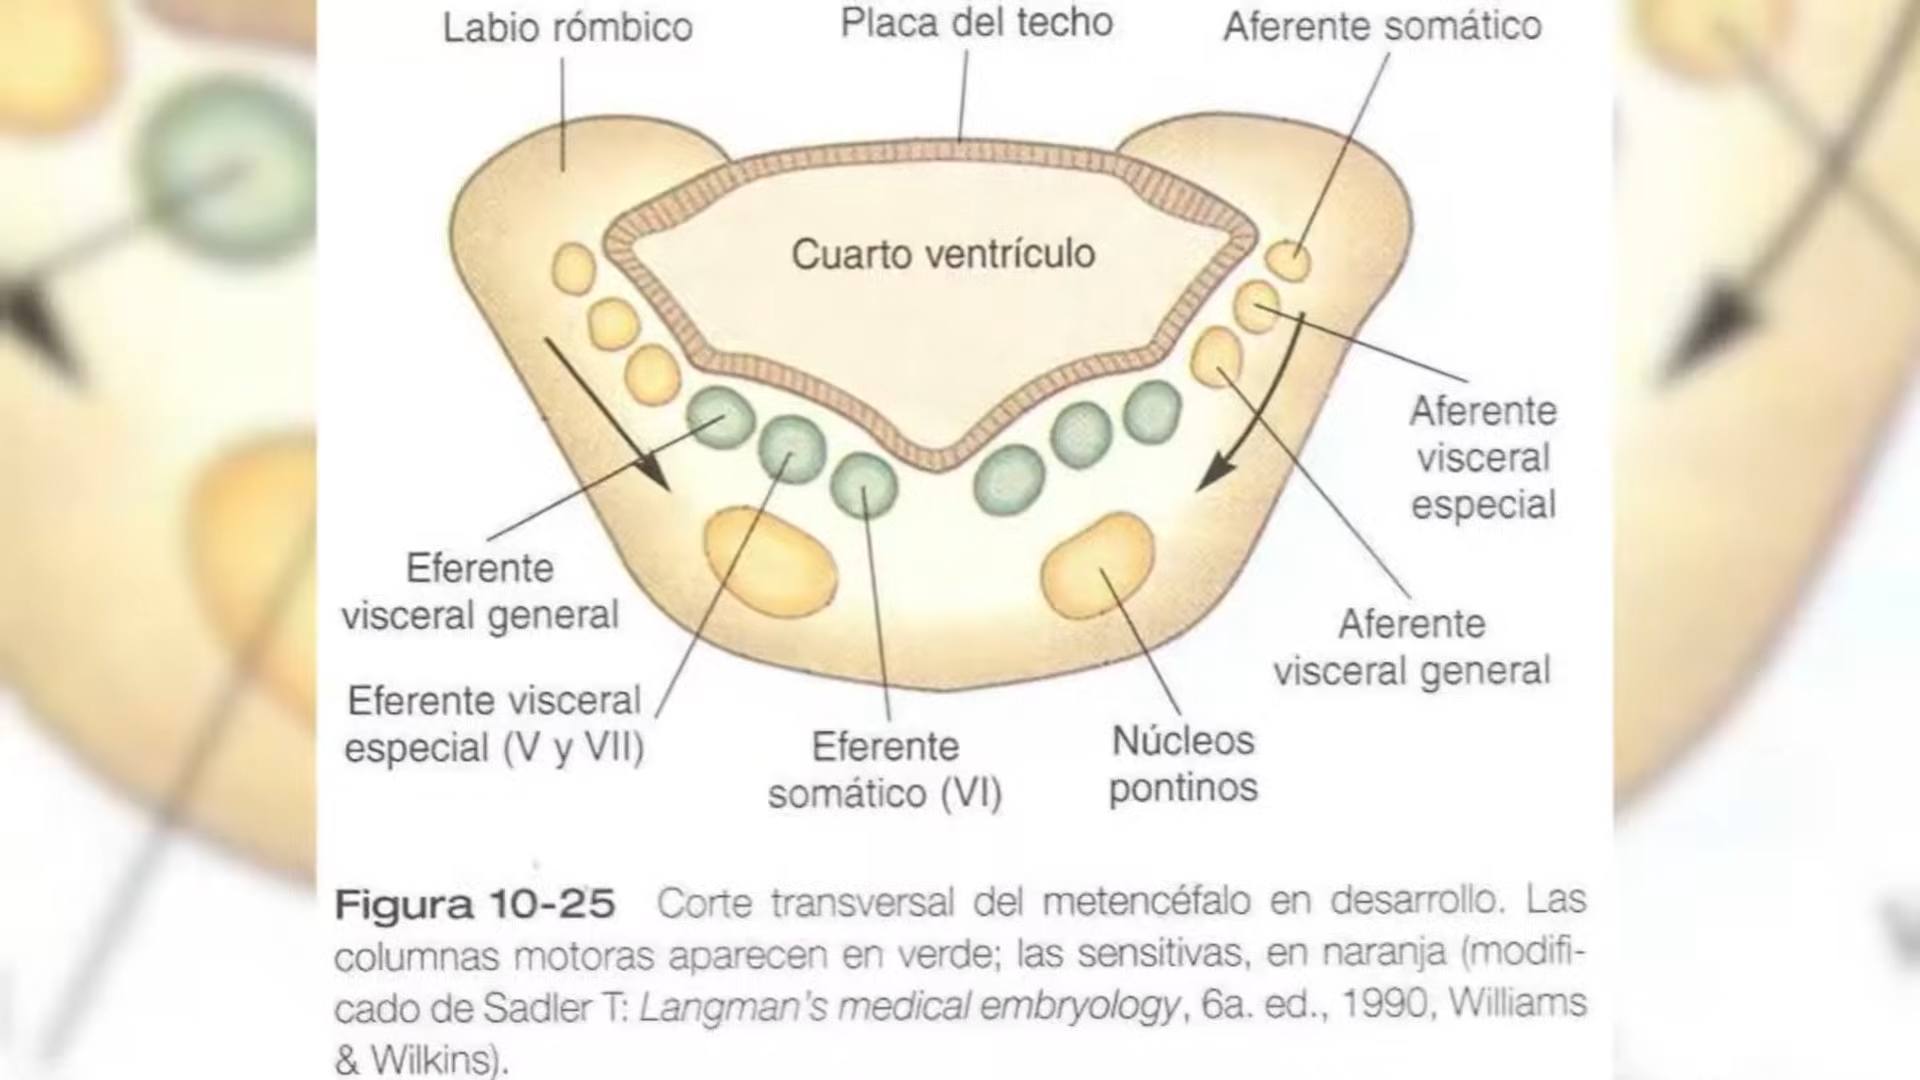 Labio rómbico
Placa del techo
Aferente somático
Cuarto ventrículo
Aferente
visceral
especial
Eferente
visceral general
Aferente
visceral general
Eferente visceral
especial (V y VII)
Eferente
somático (VI)
Núcleos
pontinos
Figura 10-25 Corte transversal del metencéfalo en desarrollo. Las
columnas motoras aparecen en verde; las sensitivas, en naranja (modifi-
cado de Sadler T: Langman's medical embryology, 6a. ed., 1990, Williams
& Wilkins).